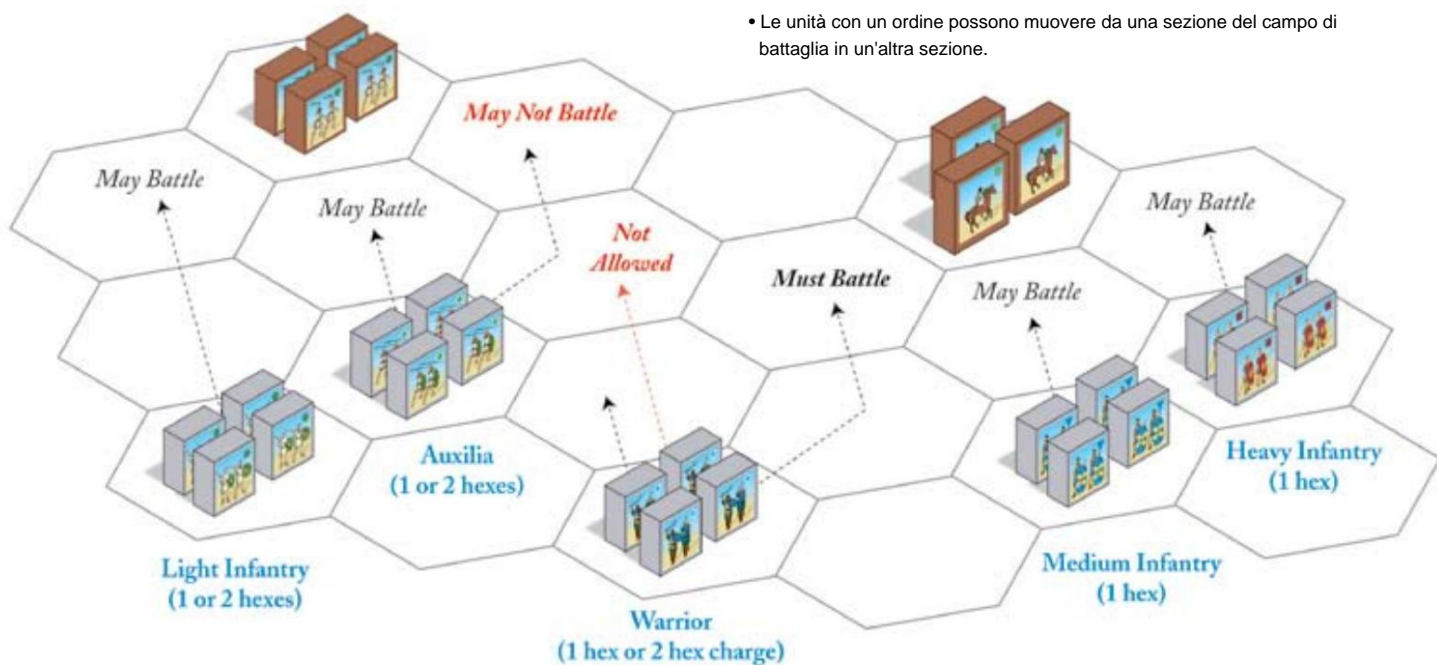 • Le unità con un ordine possono muovere da una sezione del campo di
battaglia in un'altra sezione.
May Not Battle
May Battle
May Battle
May Battle
Not
Allowed
Must Battle
May Battle
Auxilia
(1 or 2 hexes)
Heavy Infantry
(1 hex)
Light Infantry
(1 or 2 hexes)
Medium Infantry
(1 hex)
Warrior
(1 hex or 2 hex charge)